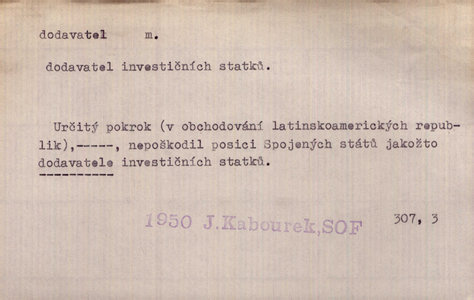 dodavatel m.
dodavatel investičních statků.
Určitý pokrok (v obchodování latinskoamerických repub-
lik),-----, nepoškodil posici Spojených států jakožto
dodavatele investičních statků.
1950 J.Kabourek,SOF 307, 3